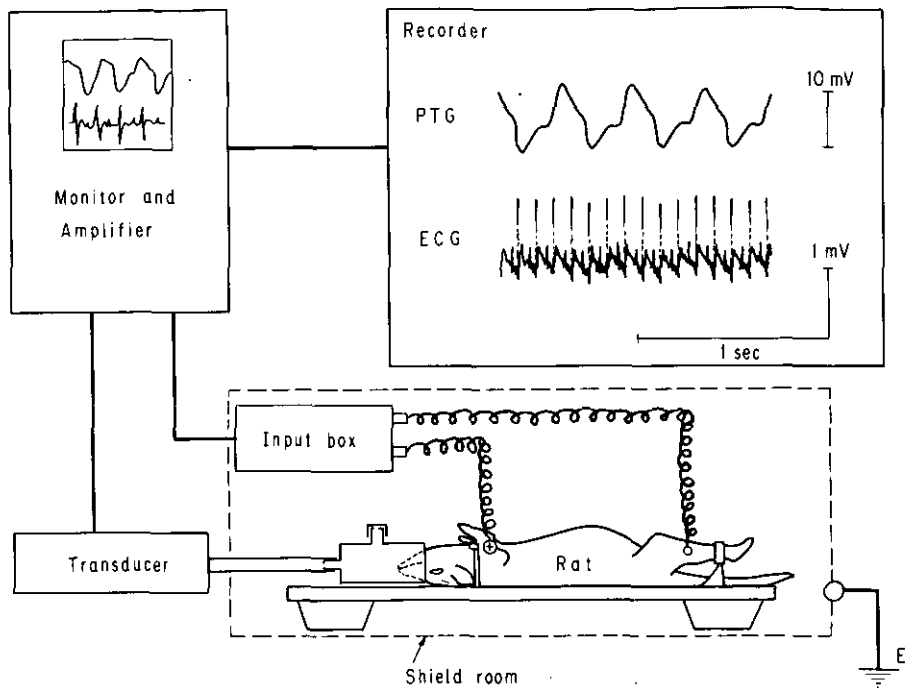 Recorder
PTG
10 mV
ECG
1 mV
1 sec
Monitor and
Amplifier
Input box
Transducer
Rat
Shield room
E